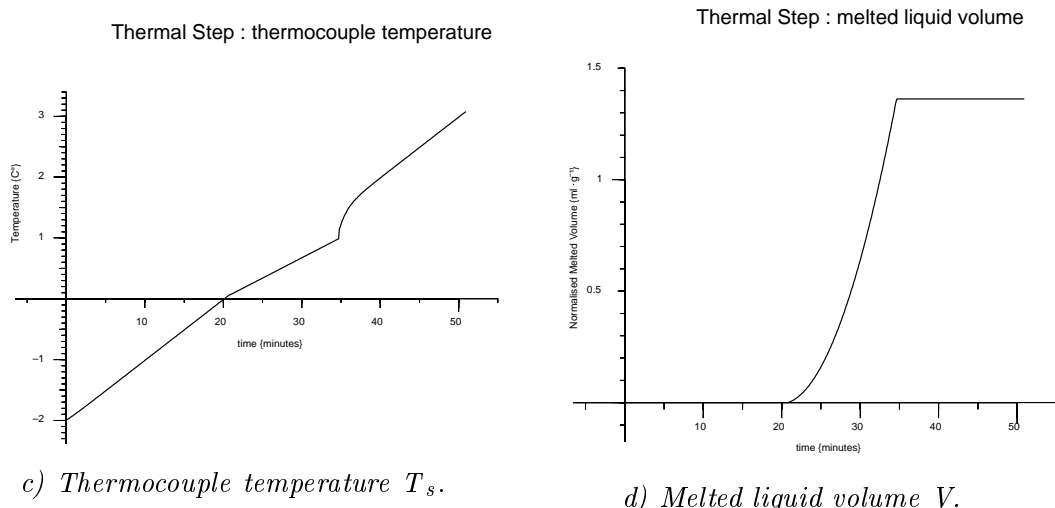 Thermal Step : thermocouple temperature
3
2
1
−1
−2
10
20
30
40
50
Temperature {C°}
time {minutes}
c) Thermocouple temperature Ts.
Thermal Step : melted liquid volume
1.5
1
0.5
10
20
30
40
50
Normalised Melted Volume {ml ·g⁻¹}
time {minutes}
d) Melted liquid volume V.